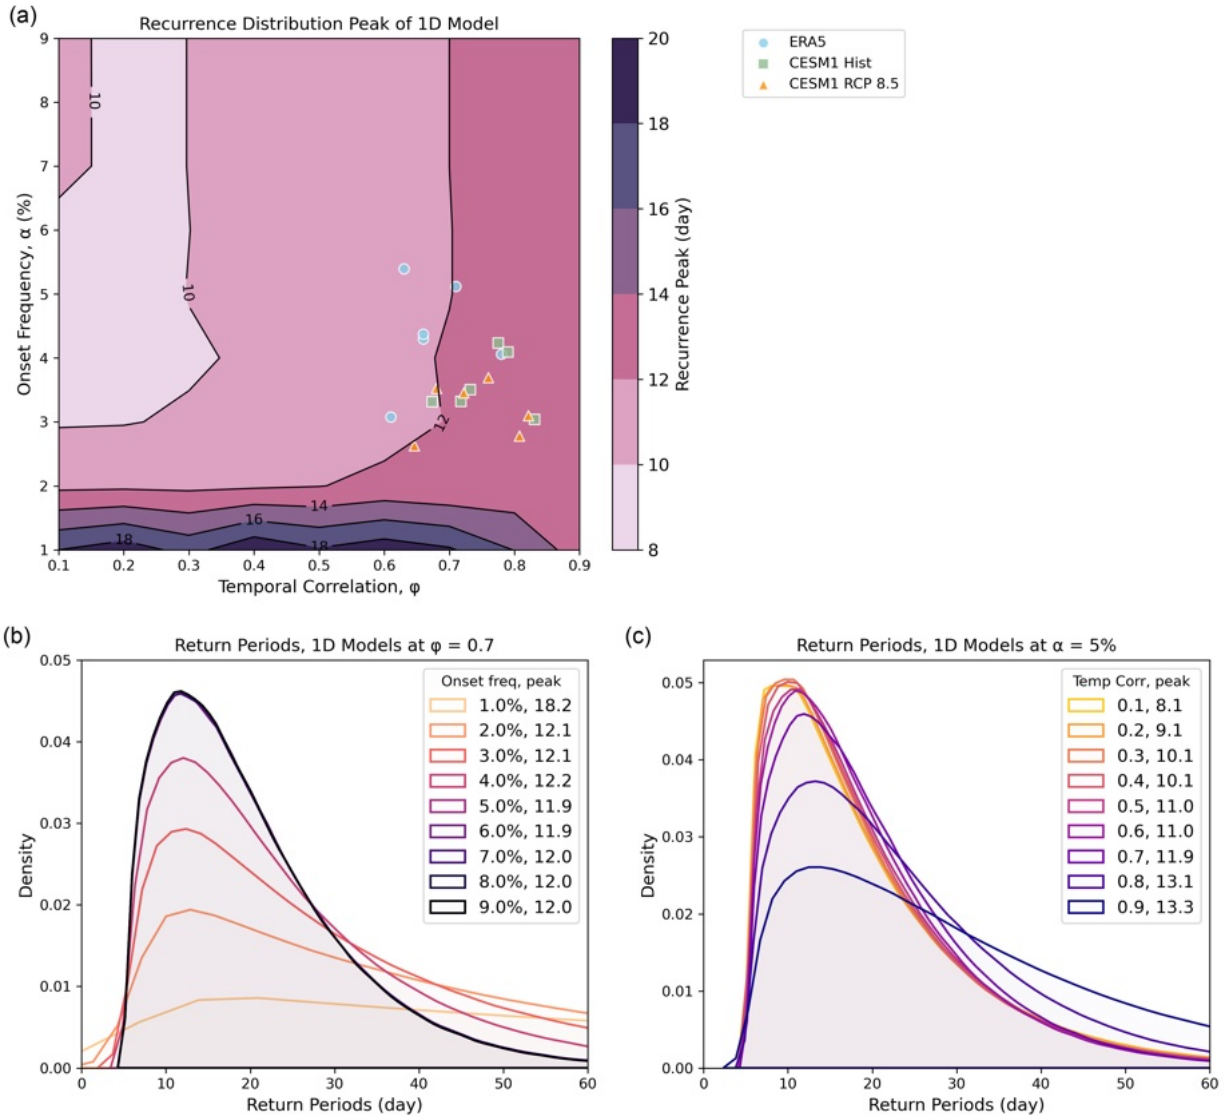 (a)
Recurrence Distribution Peak of 1D Model
9
8
7
6
5
4
3
2
1
Onset Frequency, α (%)
10
10
12
14
16
18
18
0.1 0.2 0.3 0.4 0.5 0.6 0.7 0.8 0.9
Temporal Correlation, φ
20
18
16
14
12
10
8
Recurrence Peak (day)
ERA5
CESM1 Hist
CESM1 RCP 8.5
(b)
Return Periods, 1D Models at φ = 0.7
0.05
0.04
0.03
0.02
0.01
0.00
Density
Onset freq, peak
1.0%, 18.2
2.0%, 12.1
3.0%, 12.1
4.0%, 12.2
5.0%, 11.9
6.0%, 11.9
7.0%, 12.0
8.0%, 12.0
9.0%, 12.0
0 10 20 30 40 50 60
Return Periods (day)
(c)
Return Periods, 1D Models at α = 5%
0.05
0.04
0.03
0.02
0.01
0.00
Density
Temp Corr, peak
0.1, 8.1
0.2, 9.1
0.3, 10.1
0.4, 10.1
0.5, 11.0
0.6, 11.0
0.7, 11.9
0.8, 13.1
0.9, 13.3
0 10 20 30 40 50 60
Return Periods (day)